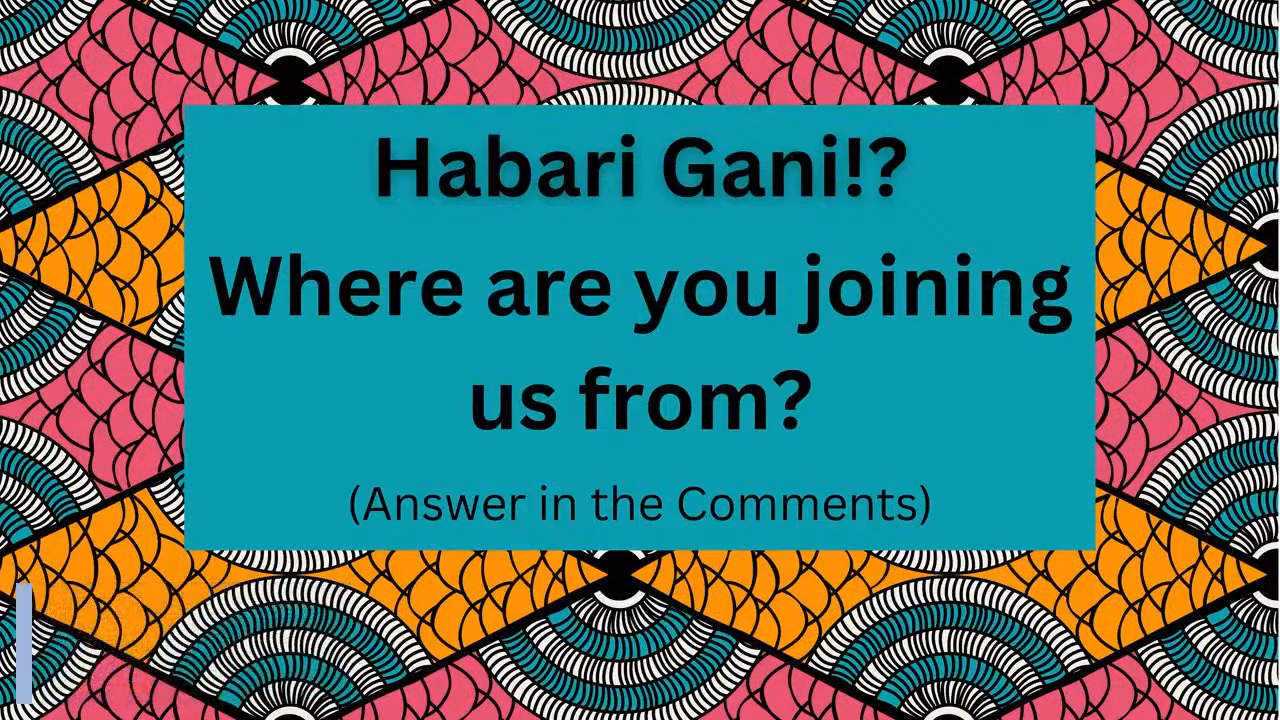 Habari Gani!?
Where are you joining
us from?
(Answer in the Comments)